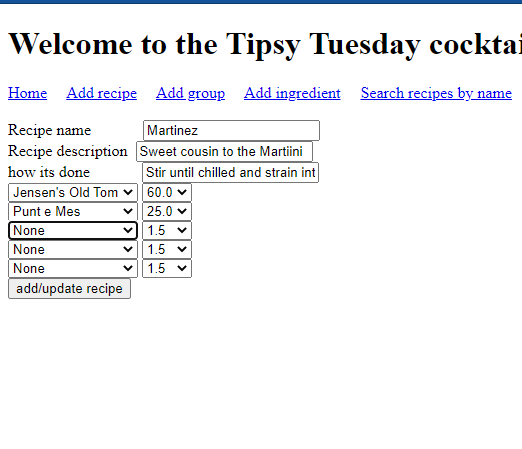 Welcome to the Tipsy Tuesday cocktai
Home Add recipe Add group Add ingredient Search recipes by name
Recipe name Martinez
Recipe description Sweet cousin to the Martiini
how its done Stir until chilled and strain int
Jensen's Old Tom 60.0
Punt e Mes 25.0
None 1.5
None 1.5
None 1.5
add/update recipe